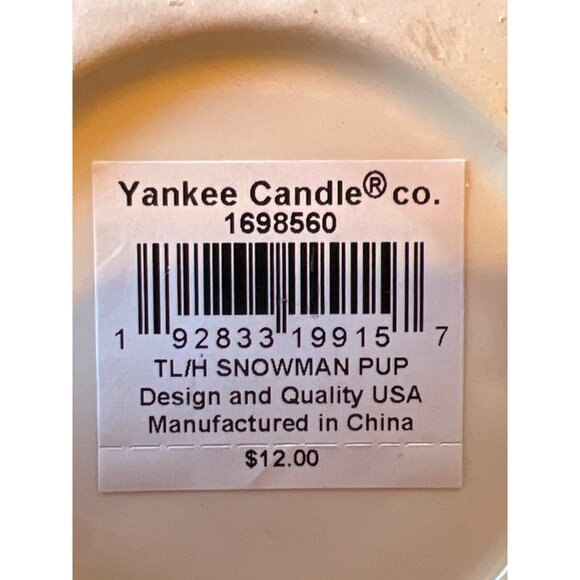 Yankee Candle® co.
1698560
1 92833 19915 7
TL/H SNOWMAN PUP
Design and Quality USA
Manufactured in China
$12.00